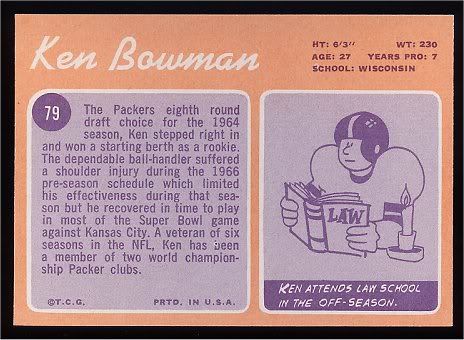 Ken Bowman
HT: 6'3" WT: 230
AGE: 27 YEARS PRO: 7
SCHOOL: WISCONSIN
79
The Packers eighth round
draft choice for the 1964
season, Ken stepped right in
and won a starting berth as a rookie.
The dependable ball-handler suffered
a shoulder injury during the 1966
pre-season schedule which limited
his effectiveness during that sea-
son but he recovered in time to play
in most of the Super Bowl game
against Kansas City. A veteran of six
seasons in the NFL, Ken has been
a member of two world champion-
ship Packer clubs.
©T.C.G. PRTD. IN U.S.A.
LAW
KEN ATTENDS LAW SCHOOL
IN THE OFF-SEASON.